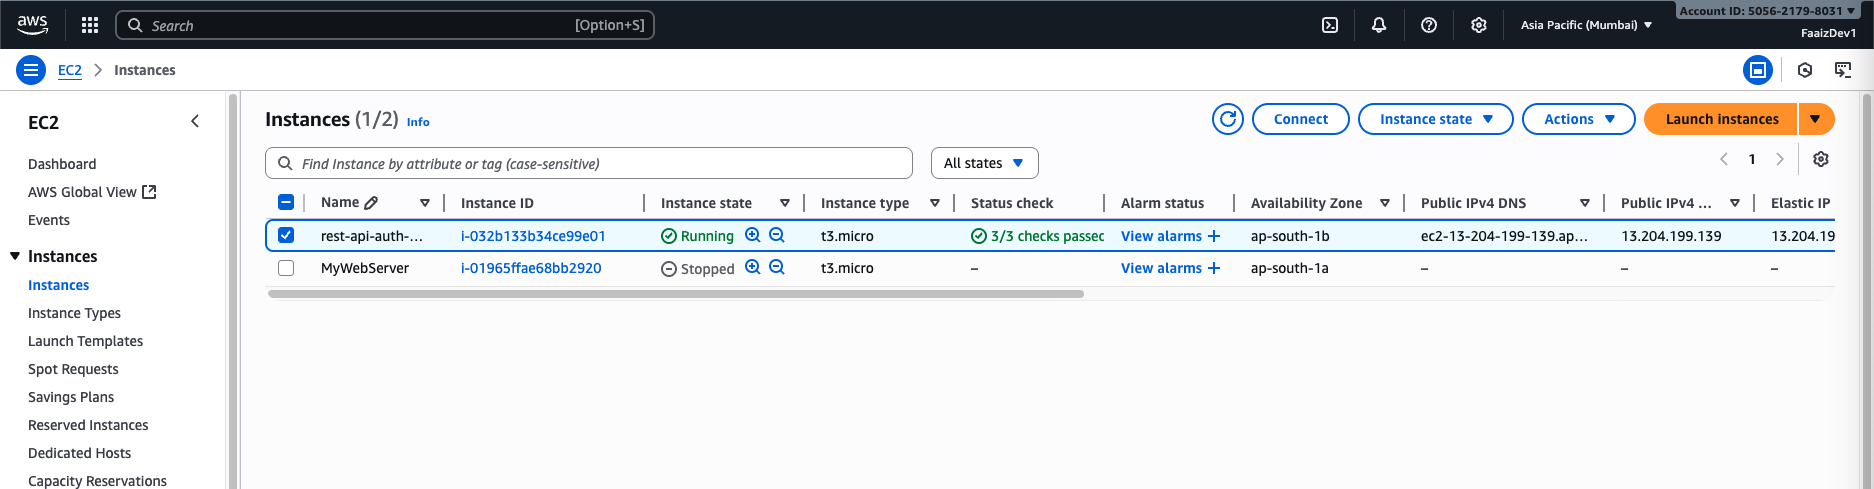 aws
Search
[Option+S]
Asia Pacific (Mumbai)
Account ID: 5056-2179-8031
FaaizDev1
EC2
Instances
EC2
Dashboard
AWS Global View
Events
Instances
Instances
Instance Types
Launch Templates
Spot Requests
Savings Plans
Reserved Instances
Dedicated Hosts
Capacity Reservations
Instances (1/2) Info
Connect
Instance state
Actions
Launch instances
Find Instance by attribute or tag (case-sensitive)
All states
1
Name Instance ID Instance state Instance type Status check Alarm status Availability Zone Public IPv4 DNS Public IPv4 ... Elastic IP
rest-api-auth-... i-032b133b34ce99e01 Running t3.micro 3/3 checks passec View alarms + ap-south-1b ec2-13-204-199-139.ap... 13.204.199.139 13.204.19
MyWebServer i-01965ffae68bb2920 Stopped t3.micro – View alarms + ap-south-1a – – –